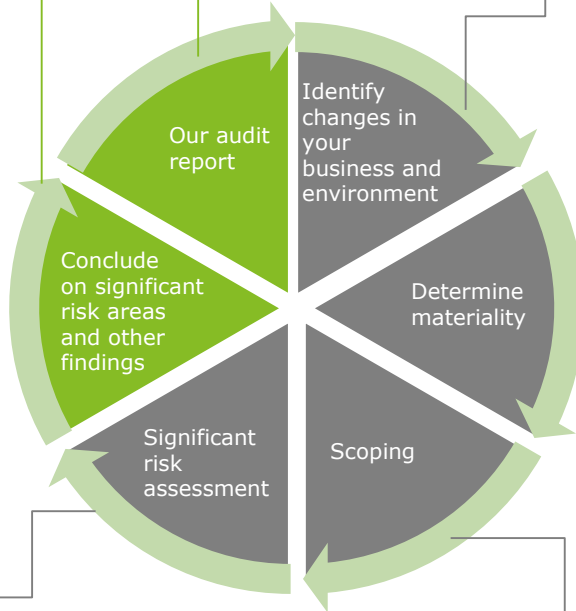 Identify
changes in
your
business and
environment
Determine
materiality
Scoping
Significant
risk
assessment
Conclude
on significant
risk areas
and other
findings
Our audit
report